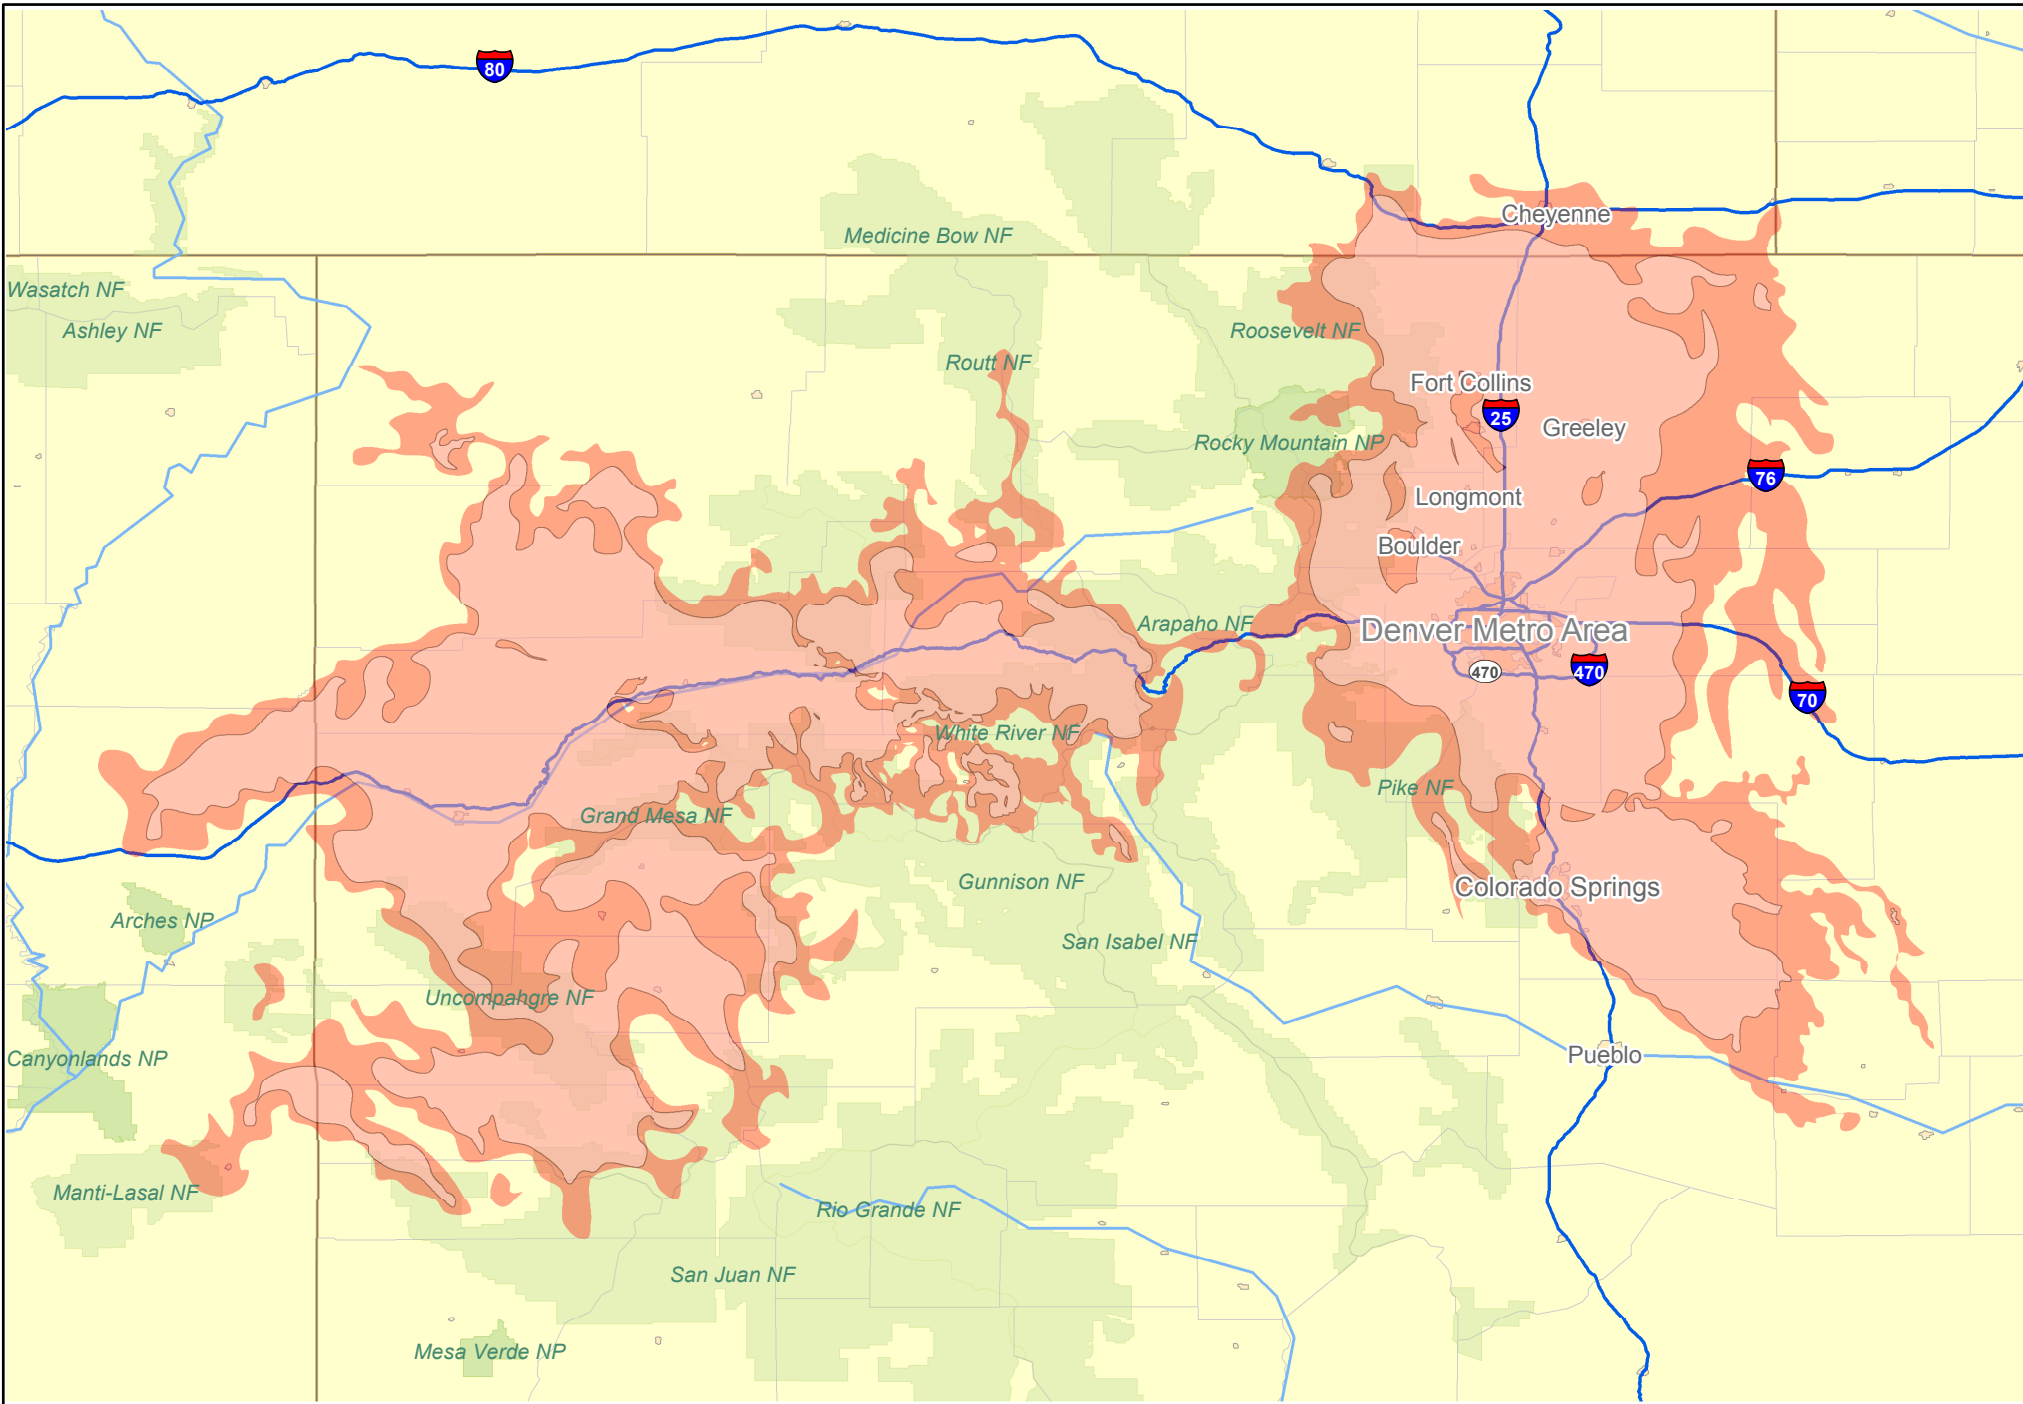 80
Cheyenne
Medicine Bow NF
Wasatch NF
Ashley NF
Roosevelt NF
Routt NF
Fort Collins
25
Greeley
Rocky Mountain NP
76
Longmont
Boulder
Arapaho NF
Denver Metro Area
470
470
70
White River NF
Pike NF
Grand Mesa NF
Gunnison NF
Colorado Springs
Arches NP
San Isabel NF
Uncompahgre NF
Canyonlands NP
Pueblo
Manti-Lasal NF
Rio Grande NF
San Juan NF
Mesa Verde NP